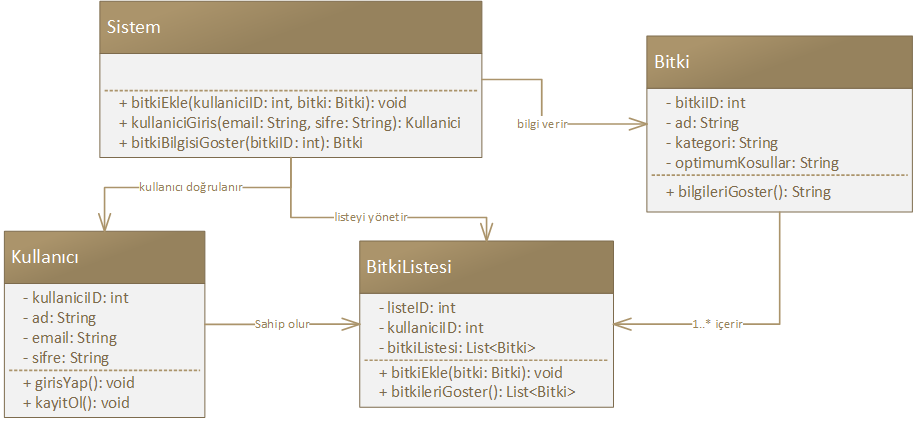 Sistem
+ bitkiEkle(kullaniciID: int, bitki: Bitki): void
+ kullaniciGiris(email: String, sifre: String): Kullanici
+ bitkiBilgisiGoster(bitkiID: int): Bitki
Bitki
- bitkiID: int
- ad: String
- kategori: String
- optimumKosullar: String
+ bilgileriGoster(): String
bilgi verir
kullanıcı doğrulanır
listeyi yönetir
Kullanıcı
- kullaniciID: int
- ad: String
- email: String
- sifre: String
+ girisYap(): void
+ kayitOl(): void
Sahip olur
BitkiListesi
- listeID: int
- kullaniciID: int
- bitkiListesi: List<Bitki>
+ bitkiEkle(bitki: Bitki): void
+ bitkileriGoster(): List<Bitki>
1..* içerir